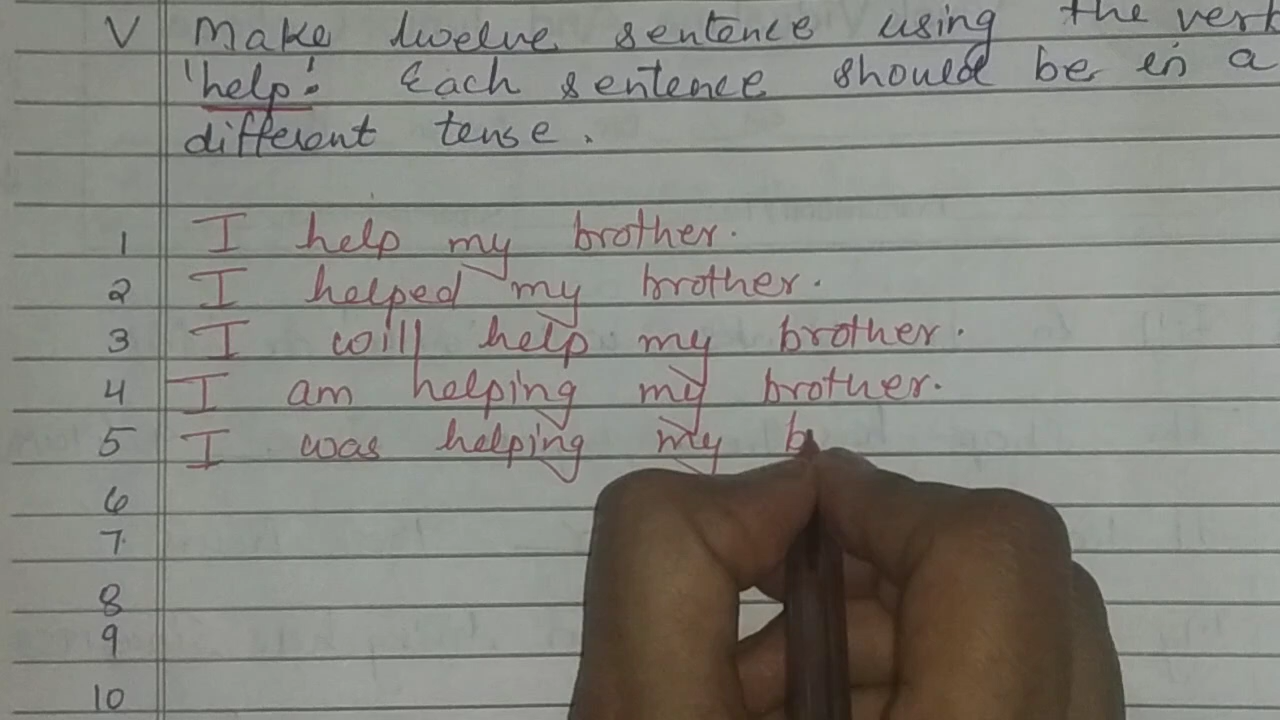 V Make twelve sentence using the verb
'help'. Each sentence should be in a
different tense.
1 I help my brother.
2 I helped my brother.
3 I will help my brother.
4 I am helping my brother.
5 I was helping my b
6
7.
8
9
10